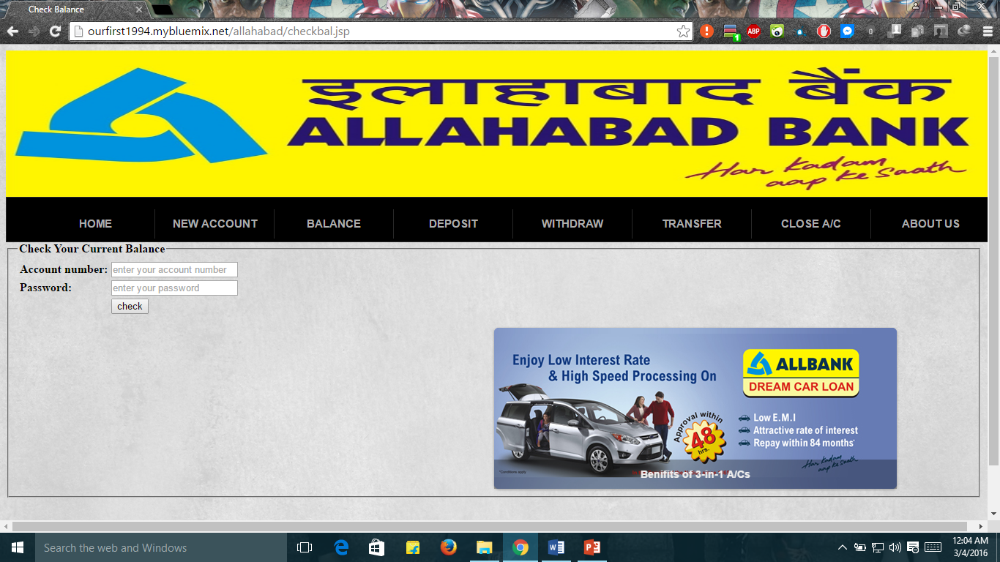 Check Balance
ourfirst1994.mybluemix.net/allahabad/checkbal.jsp
ABP
1
0
इलाहाबाद बैंक
ALLAHABAD BANK
Har kadam
aap ke saath
HOME NEW ACCOUNT BALANCE DEPOSIT WITHDRAW TRANSFER CLOSE A/C ABOUT US
Check Your Current Balance
Account number: enter your account number
Password: enter your password
check
Enjoy Low Interest Rate
& High Speed Processing On
ALLBANK
DREAM CAR LOAN
Approval within
48
hrs.
Low E.M.I
Attractive rate of interest
Repay within 84 months*
Har kadam
aap ke saath
*Conditions apply
Benifits of 3-in-1 A/Cs
Search the web and Windows
12:04 AM
3/4/2016